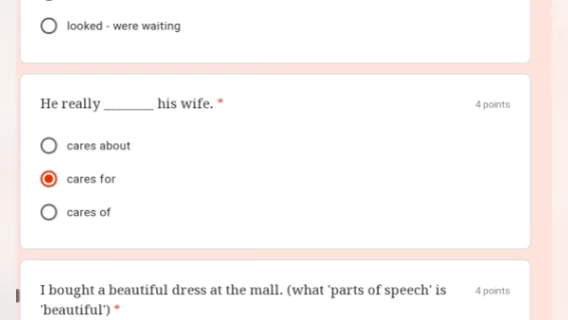 looked - were waiting
He really _______ his wife. *
4 points
cares about
cares for
cares of
I bought a beautiful dress at the mall. (what 'parts of speech' is
4 points
'beautiful') *